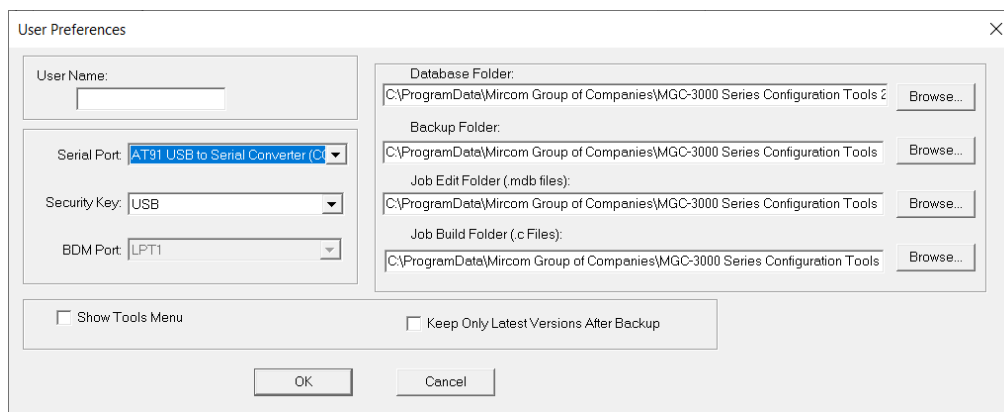 User Preferences
User Name:
Serial Port: AT91 USB to Serial Converter (CO
Security Key: USB
BDM Port: LPT1
Database Folder:
C:\ProgramData\Mircom Group of Companies\MGC-3000 Series Configuration Tools 2
Browse...
Backup Folder:
C:\ProgramData\Mircom Group of Companies\MGC-3000 Series Configuration Tools
Browse...
Job Edit Folder (.mdb files):
C:\ProgramData\Mircom Group of Companies\MGC-3000 Series Configuration Tools
Browse...
Job Build Folder (.c Files):
C:\ProgramData\Mircom Group of Companies\MGC-3000 Series Configuration Tools
Browse...
Show Tools Menu
Keep Only Latest Versions After Backup
OK
Cancel